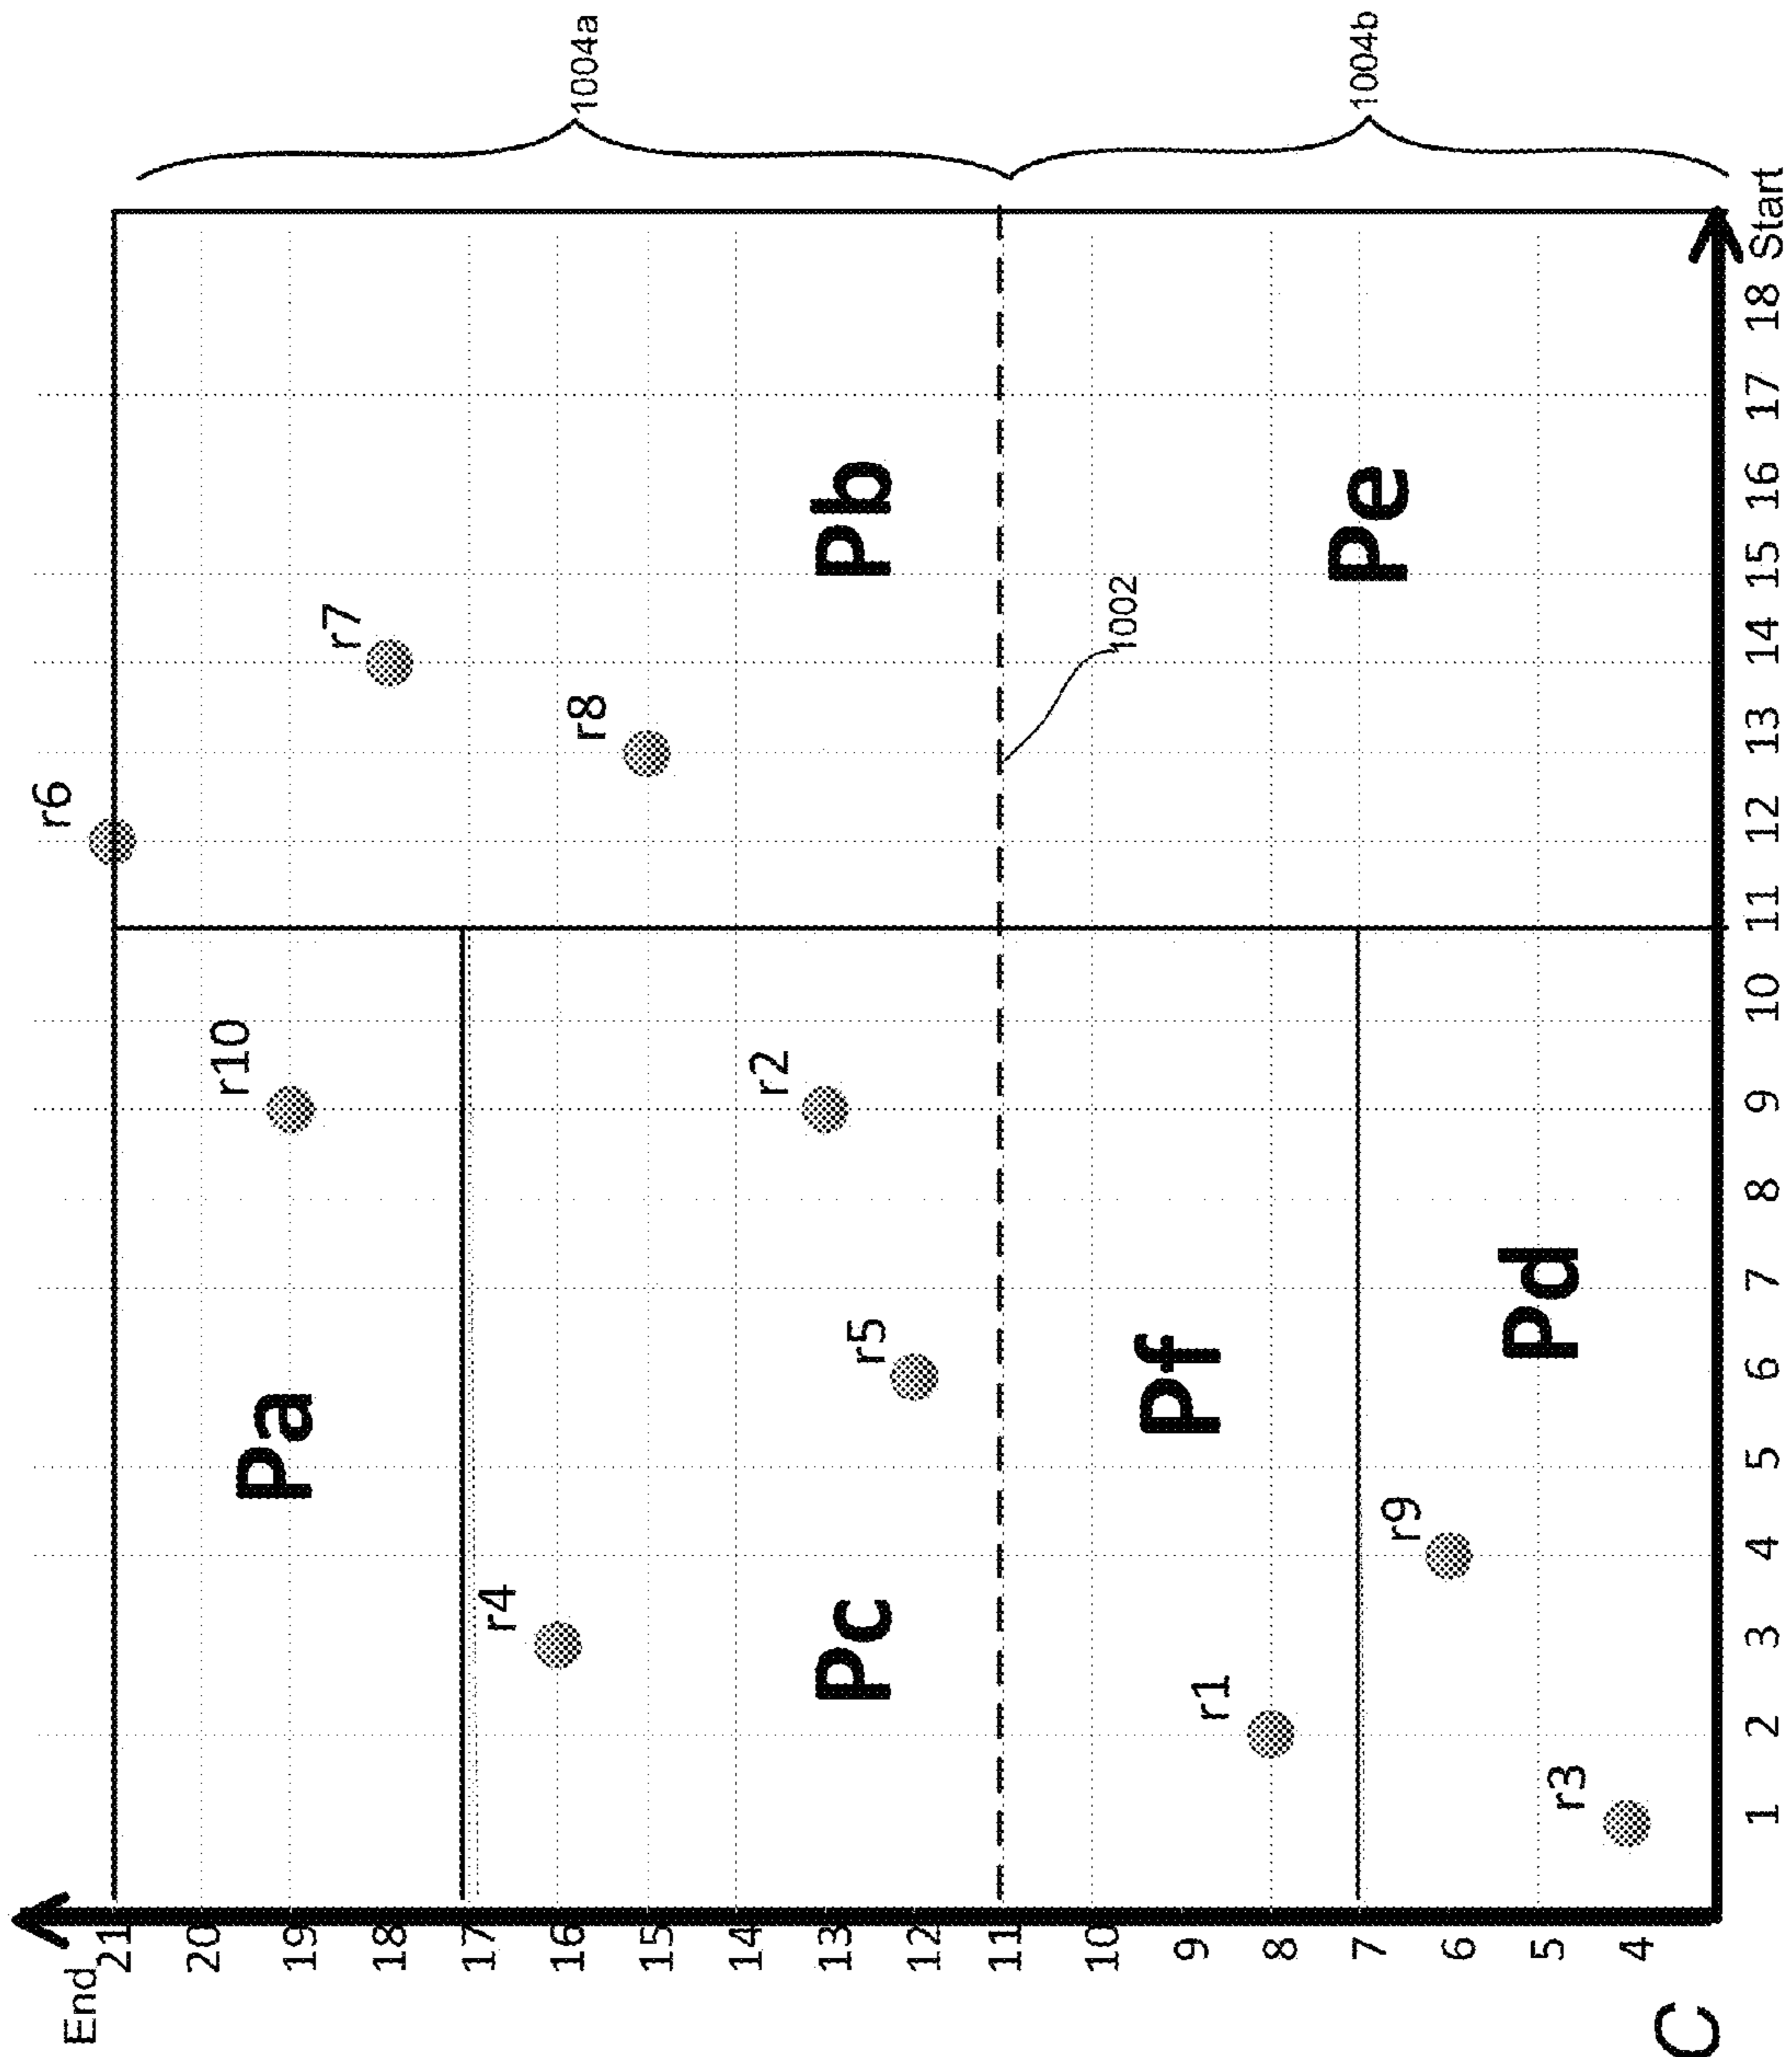 End
21
20
19
18
17
16
15
14
13
12
11
10
9
8
7
6
5
4
C
1 2 3 4 5 6 7 8 9 10 11 12 13 14 15 16 17 18 Start
Pa
Pb
Pc
Pd
Pe
Pf
r1
r2
r3
r4
r5
r6
r7
r8
r9
r10
1002
1004a
1004b